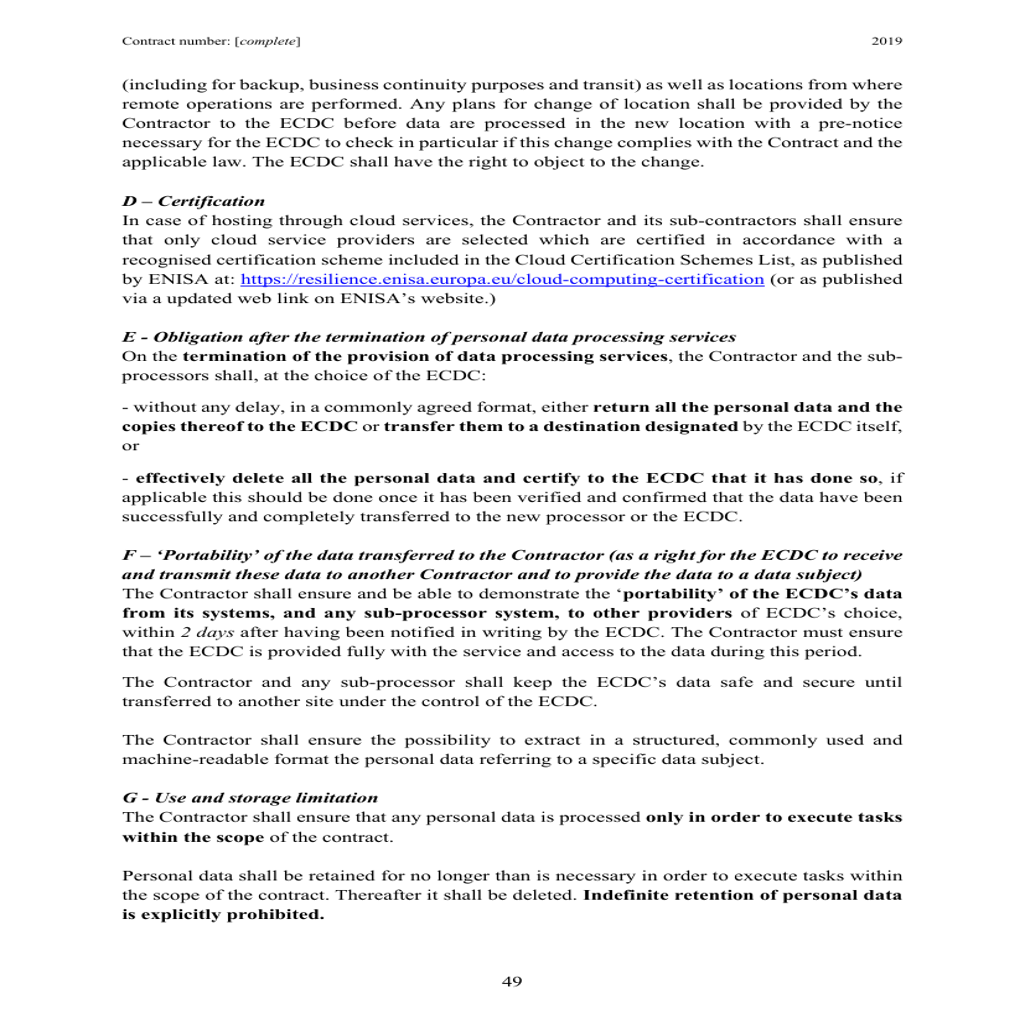 Contract number: [complete] 2019
(including for backup, business continuity purposes and transit) as well as locations from where
remote operations are performed. Any plans for change of location shall be provided by the
Contractor to the ECDC before data are processed in the new location with a pre-notice
necessary for the ECDC to check in particular if this change complies with the Contract and the
applicable law. The ECDC shall have the right to object to the change.
D – Certification
In case of hosting through cloud services, the Contractor and its sub-contractors shall ensure
that only cloud service providers are selected which are certified in accordance with a
recognised certification scheme included in the Cloud Certification Schemes List, as published
by ENISA at: https://resilience.enisa.europa.eu/cloud-computing-certification (or as published
via a updated web link on ENISA’s website.)
E - Obligation after the termination of personal data processing services
On the termination of the provision of data processing services, the Contractor and the sub-
processors shall, at the choice of the ECDC:
- without any delay, in a commonly agreed format, either return all the personal data and the
copies thereof to the ECDC or transfer them to a destination designated by the ECDC itself,
or
- effectively delete all the personal data and certify to the ECDC that it has done so, if
applicable this should be done once it has been verified and confirmed that the data have been
successfully and completely transferred to the new processor or the ECDC.
F – ‘Portability’ of the data transferred to the Contractor (as a right for the ECDC to receive
and transmit these data to another Contractor and to provide the data to a data subject)
The Contractor shall ensure and be able to demonstrate the ‘portability’ of the ECDC’s data
from its systems, and any sub-processor system, to other providers of ECDC’s choice,
within 2 days after having been notified in writing by the ECDC. The Contractor must ensure
that the ECDC is provided fully with the service and access to the data during this period.
The Contractor and any sub-processor shall keep the ECDC’s data safe and secure until
transferred to another site under the control of the ECDC.
The Contractor shall ensure the possibility to extract in a structured, commonly used and
machine-readable format the personal data referring to a specific data subject.
G - Use and storage limitation
The Contractor shall ensure that any personal data is processed only in order to execute tasks
within the scope of the contract.
Personal data shall be retained for no longer than is necessary in order to execute tasks within
the scope of the contract. Thereafter it shall be deleted. Indefinite retention of personal data
is explicitly prohibited.
49